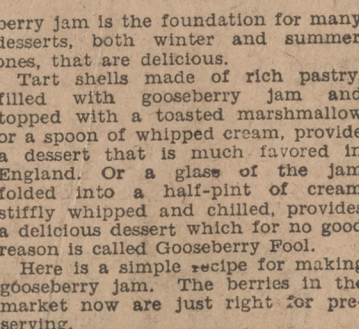 berry jam is the foundation for many
desserts, both winter and summer
ones, that are delicious.
Tart shells made of rich pastry
filled with gooseberry jam and
topped with a toasted marshmallow
or a spoon of whipped cream, provide
a dessert that is much favored in
England. Or a glass of the jam
folded into a half-pint of cream
stiffly whipped and chilled, provides
a delicious dessert which for no good
reason is called Gooseberry Fool.
Here is a simple recipe for making
gooseberry jam. The berries in the
market now are just right for pre-
serving.